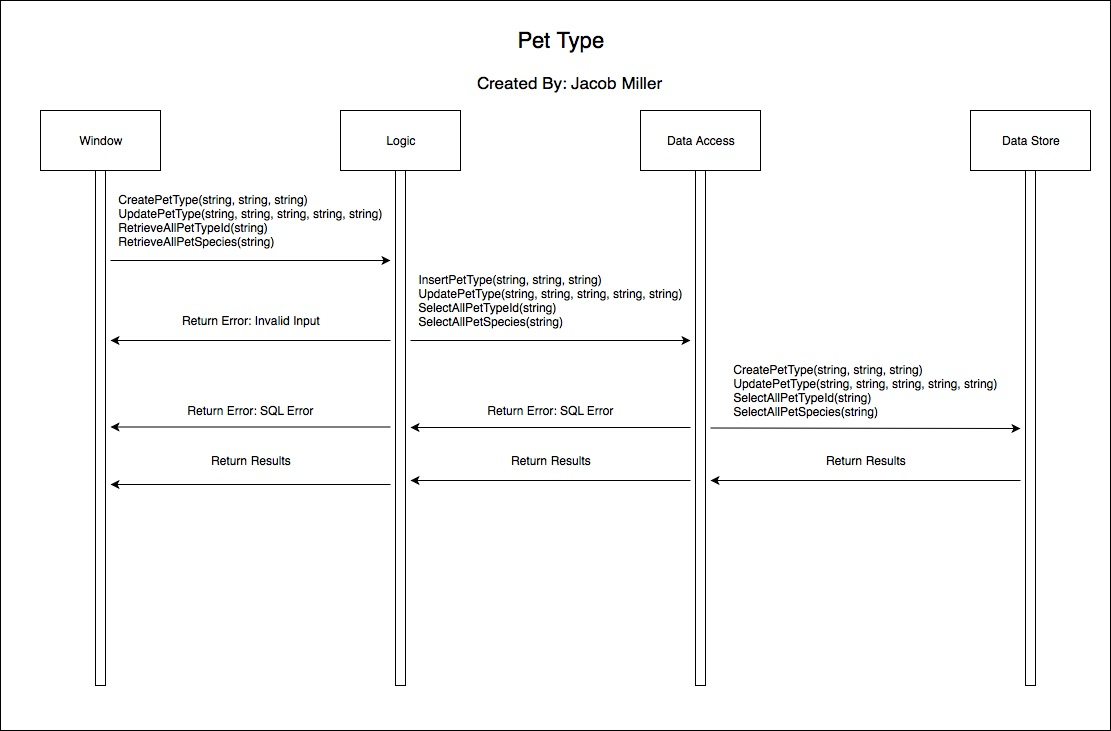 Pet Type
Created By: Jacob Miller
Window
Logic
Data Access
Data Store
CreatePetType(string, string, string)
UpdatePetType(string, string, string, string, string)
RetrieveAllPetTypeId(string)
RetrieveAllPetSpecies(string)
InsertPetType(string, string, string)
UpdatePetType(string, string, string, string, string)
SelectAllPetTypeId(string)
SelectAllPetSpecies(string)
Return Error: Invalid Input
CreatePetType(string, string, string)
UpdatePetType(string, string, string, string, string)
SelectAllPetTypeId(string)
SelectAllPetSpecies(string)
Return Error: SQL Error
Return Error: SQL Error
Return Results
Return Results
Return Results